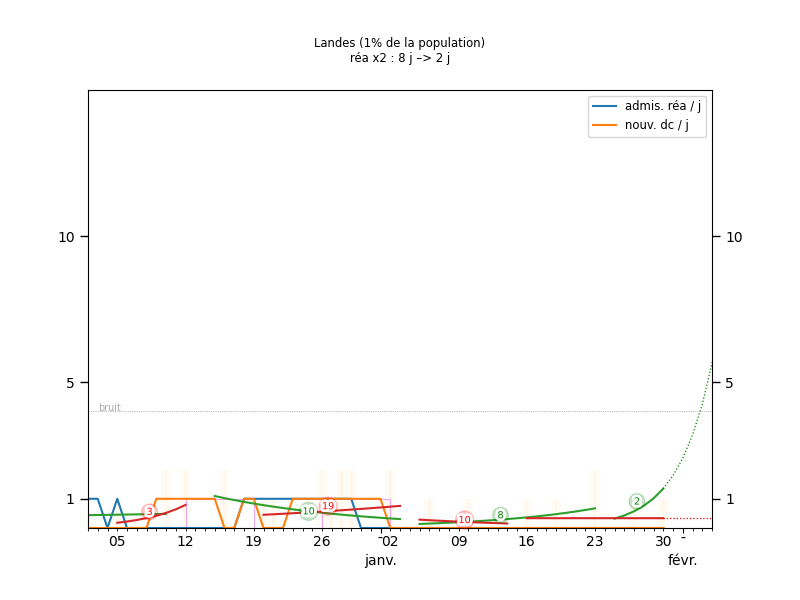 Landes (1% de la population)
réa x2 : 8 j –> 2 j
admis. réa / j
nouv. dc / j
10 10
5 5
bruit
1 1
3 10 19 10 8 2
05 12 19 26 02 09 16 23 30
janv. févr.